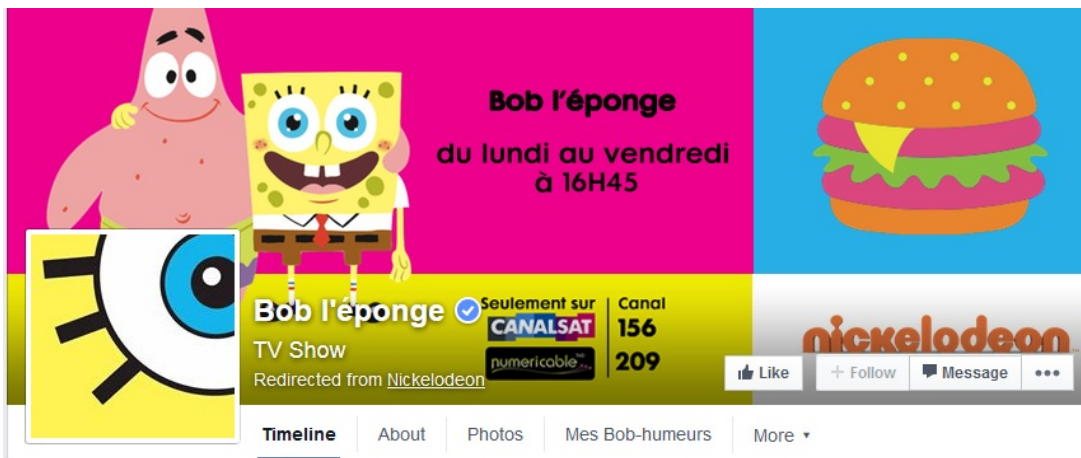 Bob l'éponge
du lundi au vendredi
à 16H45
Seulement sur
Canal
CANALSAT
156
numericable
209
nickelodeon
Bob l'éponge
TV Show
Redirected from Nickelodeon
Like
+ Follow
Message
•••
Timeline
About
Photos
Mes Bob-humeurs
More